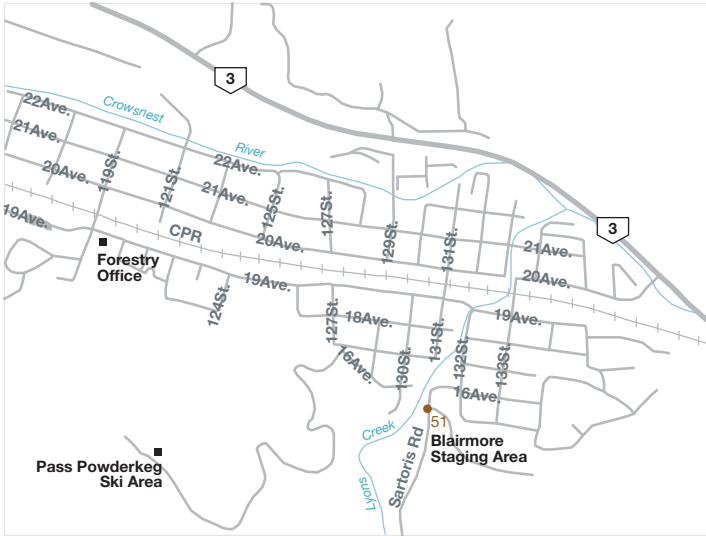 3
Crowsnest
River
22Ave.
21Ave.
20Ave.
19Ave.
119St.
121St.
22Ave.
21Ave.
125St.
127St.
20Ave.
129St.
131St.
CPR
3
21Ave.
20Ave.
Forestry
Office
124St.
19Ave.
127St.
18Ave.
16Ave.
130St.
131St.
19Ave.
132St.
133St.
16Ave.
51
Blairmore
Staging Area
Creek
Lyons
Sartoris Rd
Pass Powderkeg
Ski Area